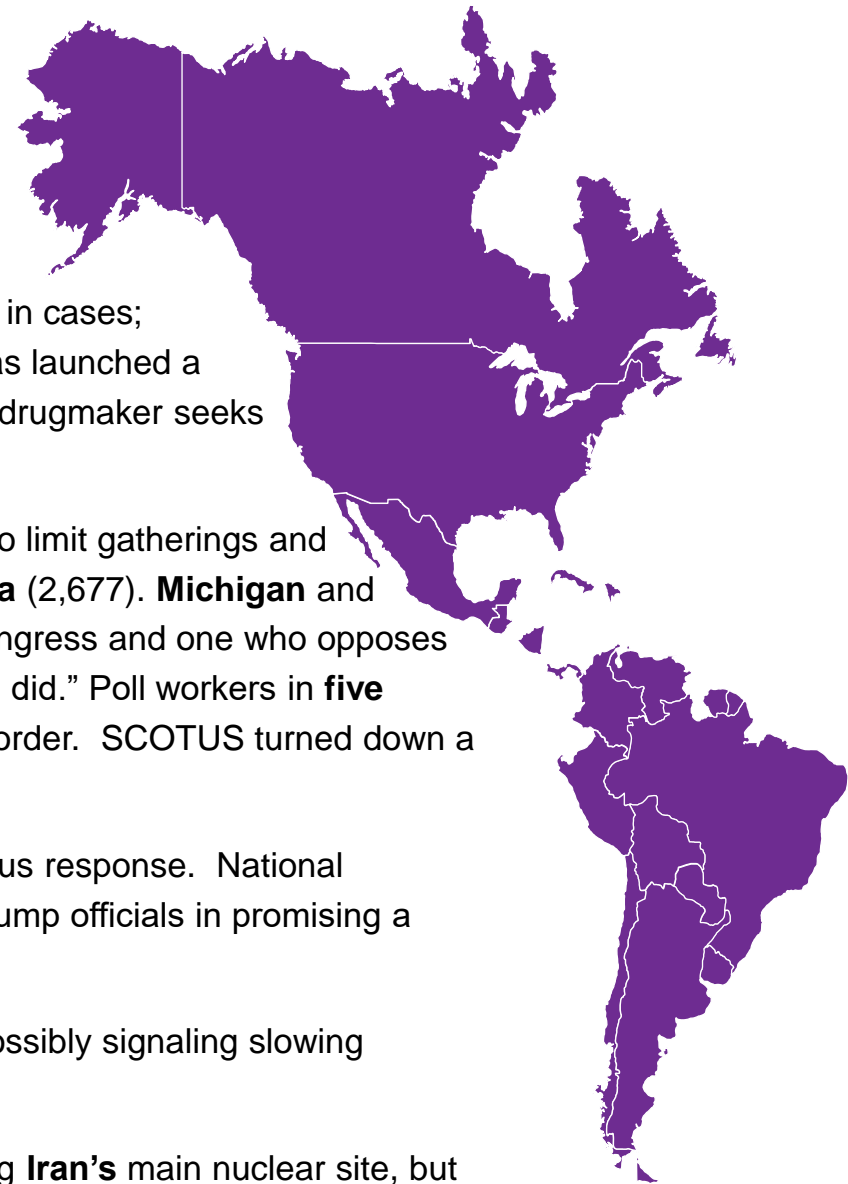 in cases;
as launched a
drugmaker seeks
o limit gatherings and
a (2,677). Michigan and
ngress and one who opposes
did.” Poll workers in five
order. SCOTUS turned down a
us response. National
ump officials in promising a
ossibly signaling slowing
g Iran's main nuclear site, but